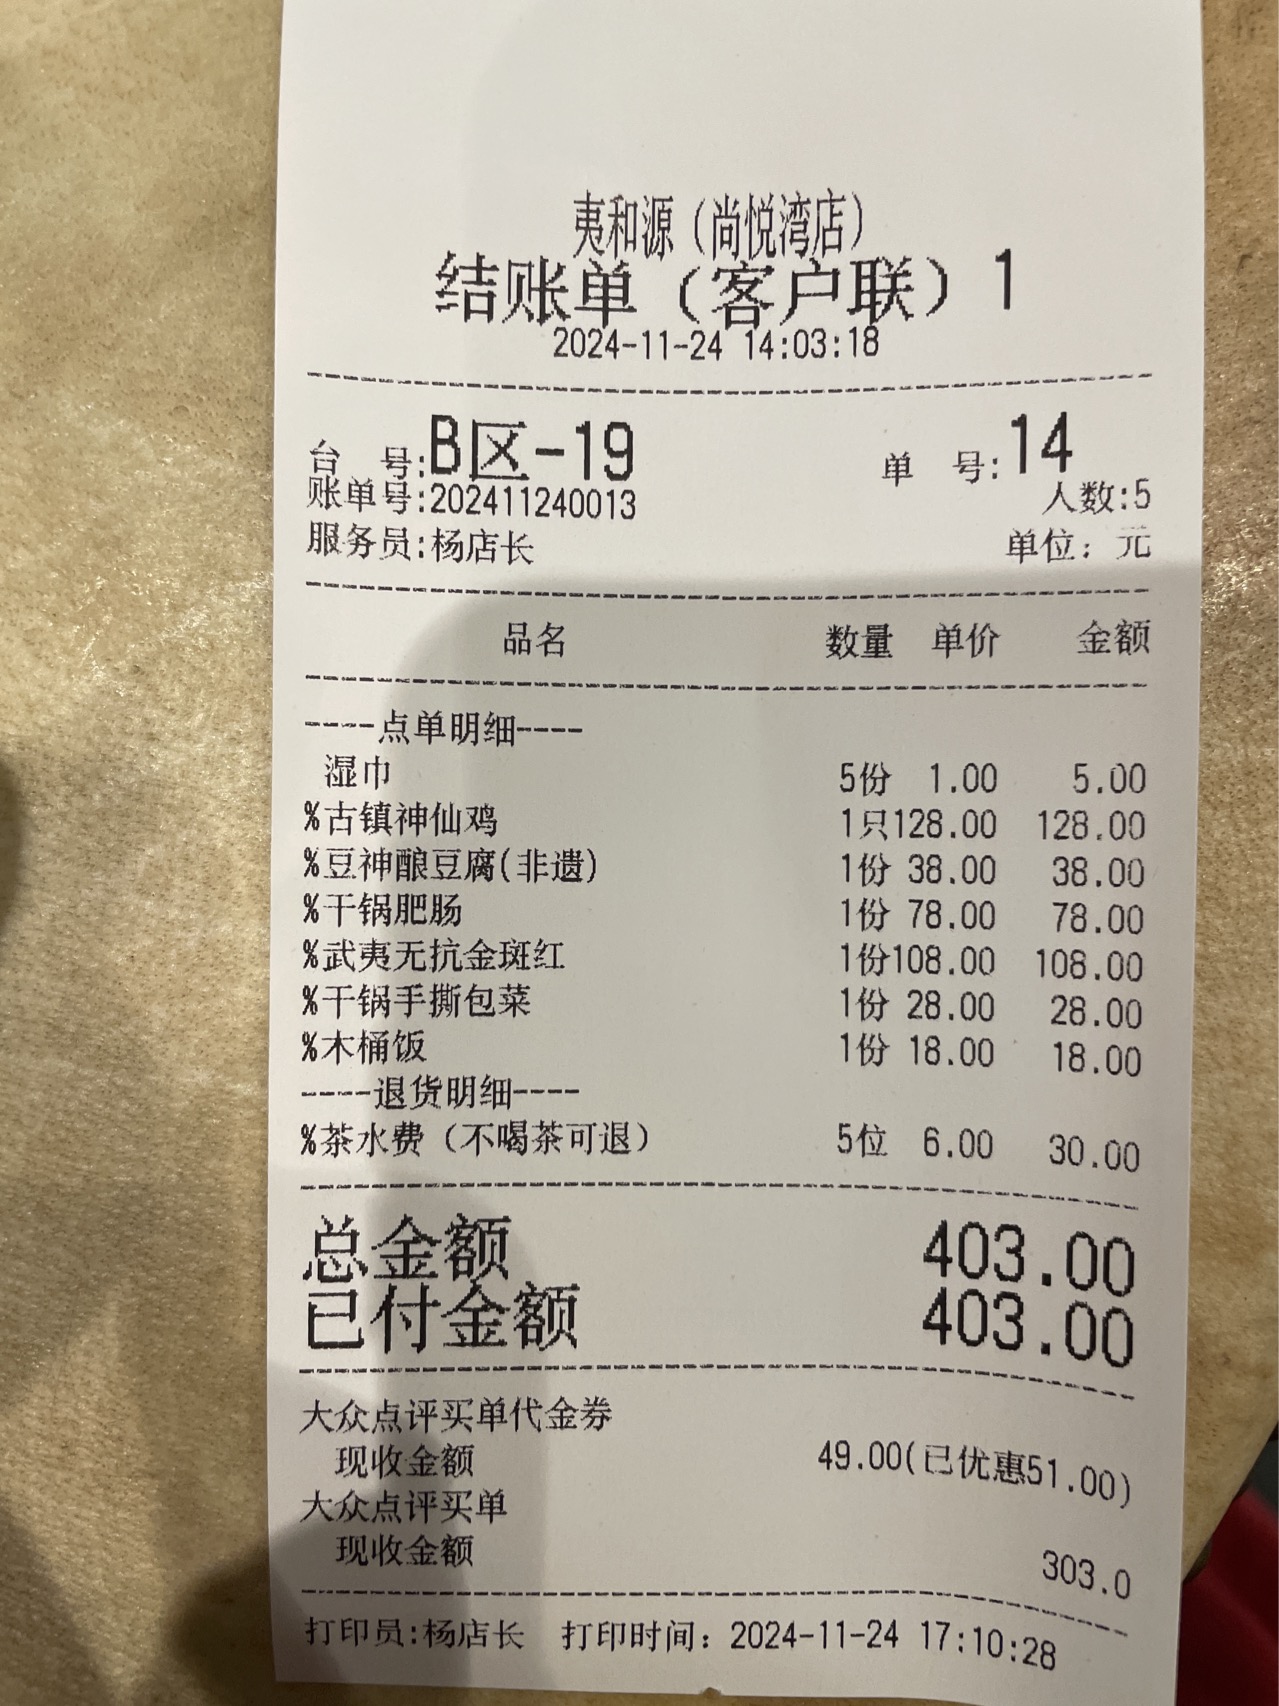 夷和源（尚悦湾店）
结账单（客户联）1
2024-11-24 14:03:18
台 号:B区-19 单 号:14
账单号:202411240013 人数:5
服务员:杨店长 单位：元
品名 数量 单价 金额
----点单明细----
湿巾 5份 1.00 5.00
%古镇神仙鸡 1只128.00 128.00
%豆神酿豆腐(非遗) 1份 38.00 38.00
%干锅肥肠 1份 78.00 78.00
%武夷无抗金斑红 1份108.00 108.00
%干锅手撕包菜 1份 28.00 28.00
%木桶饭 1份 18.00 18.00
----退货明细----
%茶水费（不喝茶可退） 5位 6.00 30.00
总金额 403.00
已付金额 403.00
大众点评买单代金券
现收金额 49.00(已优惠51.00)
大众点评买单
现收金额 303.0
打印员:杨店长 打印时间：2024-11-24 17:10:28